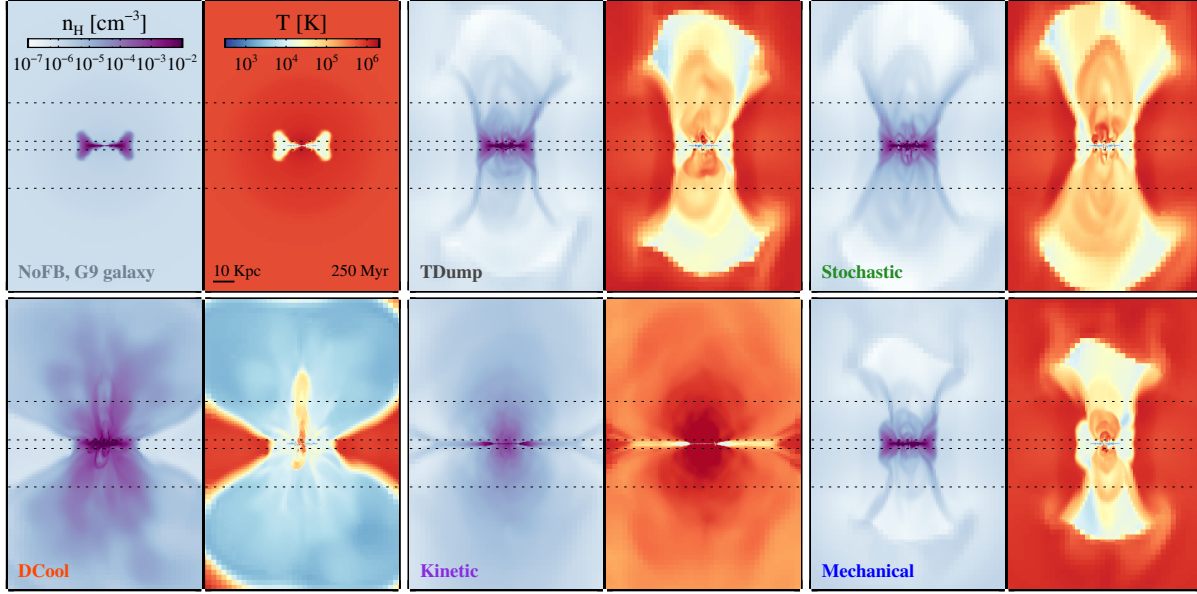 n_H [cm^{-3}]
10^{-7} 10^{-6} 10^{-5} 10^{-4} 10^{-3} 10^{-2}
T [K]
10^3 10^4 10^5 10^6
NoFB, G9 galaxy
10 Kpc
250 Myr
TDump
Stochastic
DCool
Kinetic
Mechanical